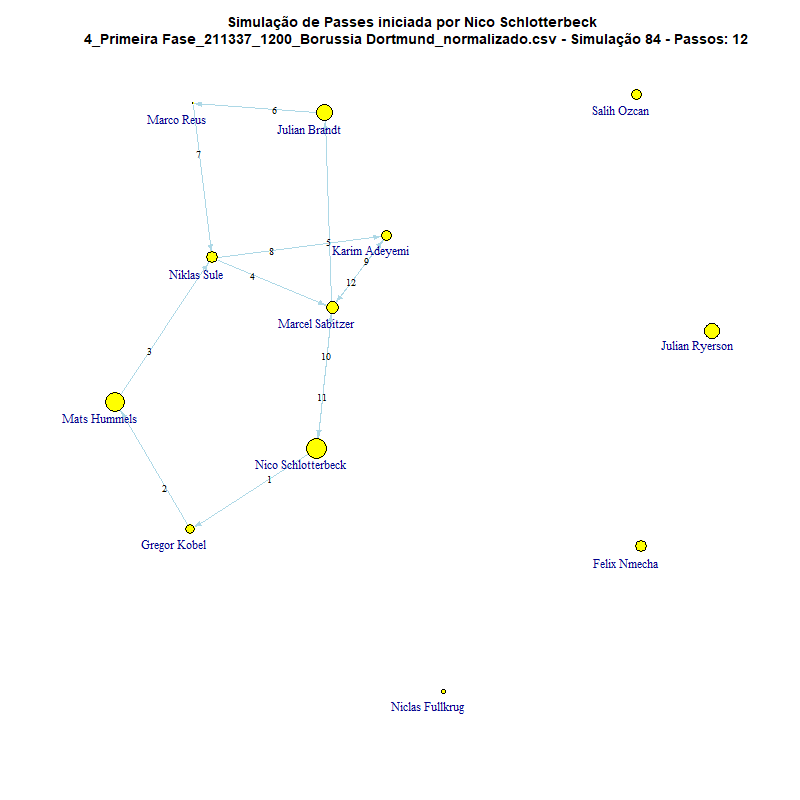 Simulação de Passes iniciada por Nico Schlotterbeck
4_Primeira Fase_211337_1200_Borussia Dortmund_normalizado.csv - Simulação 84 - Passos: 12
Salih Ozcan
6
Marco Reus
Julian Brandt
7
5
8
Karim Adeyemi
9
Niklas Sule
4
12
Marcel Sabitzer
Julian Ryerson
3
10
11
Mats Hummels
Nico Schlotterbeck
1
2
Gregor Kobel
Felix Nmecha
Niclas Fullkrug